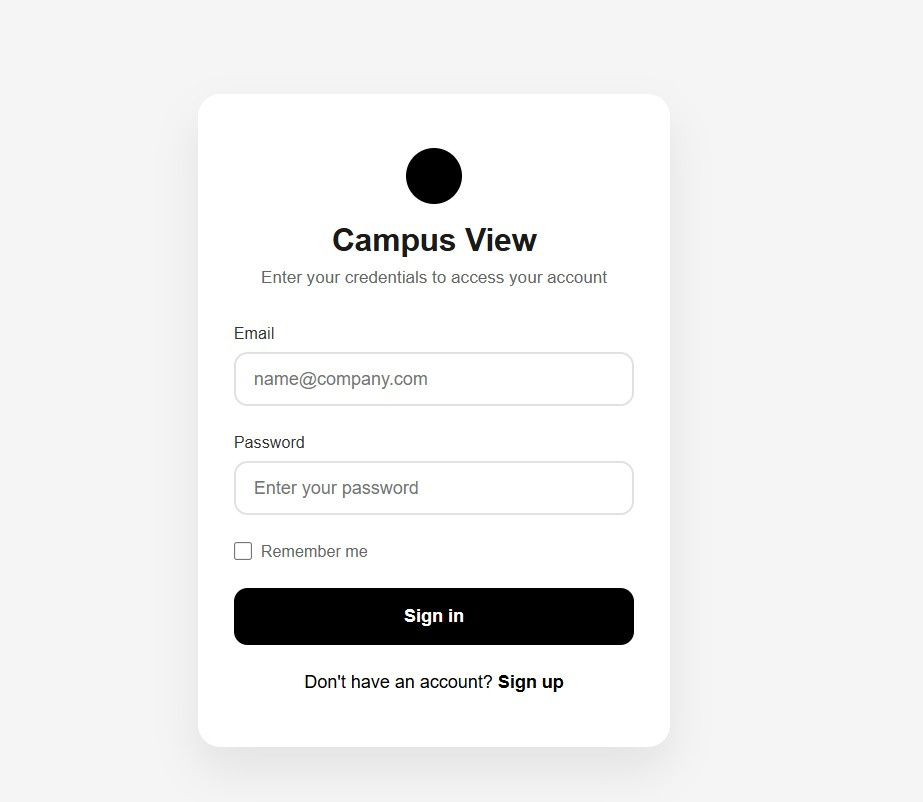 Campus View
Enter your credentials to access your account
Email
name@company.com
Password
Enter your password
Remember me
Sign in
Don't have an account? Sign up